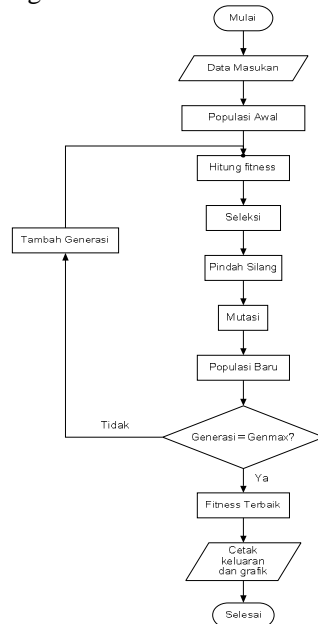 Mulai
Data Masukan
Populasi Awal
Hitung fitness
Seleksi
Tambah Generasi
Pindah Silang
Mutasi
Populasi Baru
Tidak
Generasi = Genmax?
Ya
Fitness Terbaik
Cetak
keluaran
dan grafik
Selesai